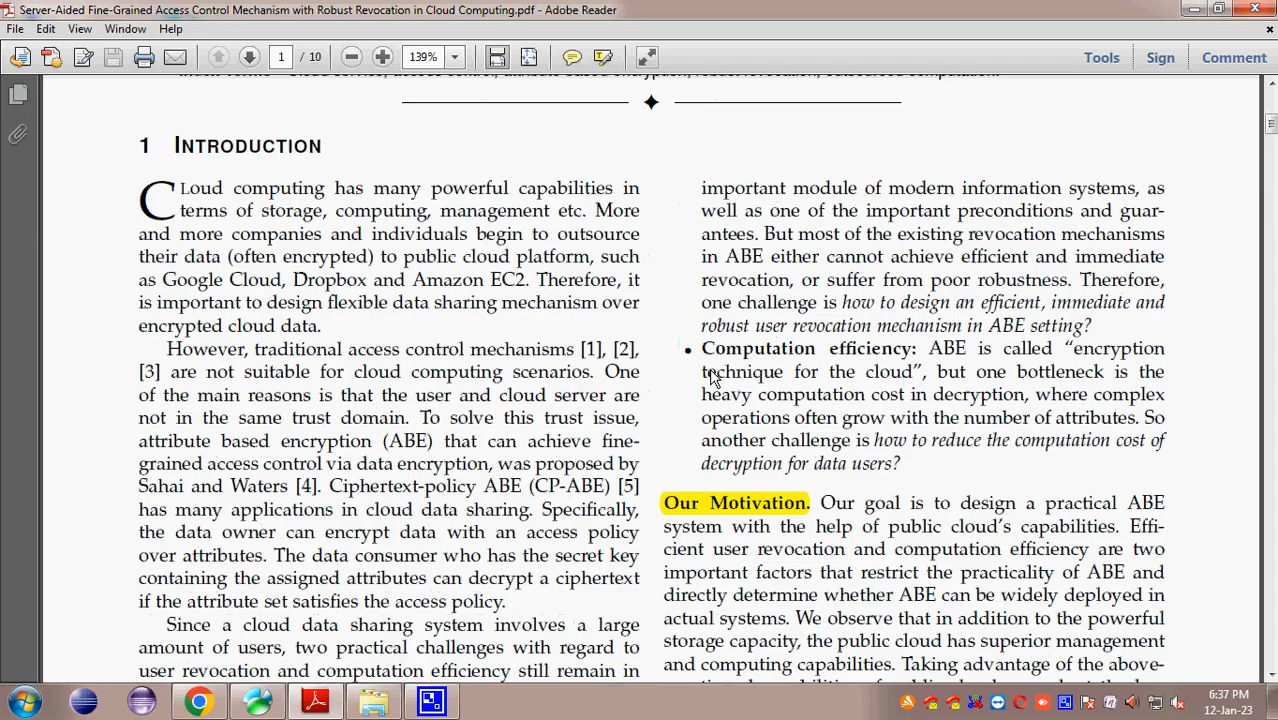 Server-Aided Fine-Grained Access Control Mechanism with Robust Revocation in Cloud Computing.pdf - Adobe Reader
File Edit View Window Help
1 / 10 139% Tools Sign Comment
1 INTRODUCTION
CLoud computing has many powerful capabilities in
terms of storage, computing, management etc. More
and more companies and individuals begin to outsource
their data (often encrypted) to public cloud platform, such
as Google Cloud, Dropbox and Amazon EC2. Therefore, it
is important to design flexible data sharing mechanism over
encrypted cloud data.
However, traditional access control mechanisms [1], [2],
[3] are not suitable for cloud computing scenarios. One
of the main reasons is that the user and cloud server are
not in the same trust domain. To solve this trust issue,
attribute based encryption (ABE) that can achieve fine-
grained access control via data encryption, was proposed by
Sahai and Waters [4]. Ciphertext-policy ABE (CP-ABE) [5]
has many applications in cloud data sharing. Specifically,
the data owner can encrypt data with an access policy
over attributes. The data consumer who has the secret key
containing the assigned attributes can decrypt a ciphertext
if the attribute set satisfies the access policy.
Since a cloud data sharing system involves a large
amount of users, two practical challenges with regard to
user revocation and computation efficiency still remain in
important module of modern information systems, as
well as one of the important preconditions and guar-
antees. But most of the existing revocation mechanisms
in ABE either cannot achieve efficient and immediate
revocation, or suffer from poor robustness. Therefore,
one challenge is how to design an efficient, immediate and
robust user revocation mechanism in ABE setting?
• Computation efficiency: ABE is called “encryption
technique for the cloud”, but one bottleneck is the
heavy computation cost in decryption, where complex
operations often grow with the number of attributes. So
another challenge is how to reduce the computation cost of
decryption for data users?
Our Motivation. Our goal is to design a practical ABE
system with the help of public cloud’s capabilities. Effi-
cient user revocation and computation efficiency are two
important factors that restrict the practicality of ABE and
directly determine whether ABE can be widely deployed in
actual systems. We observe that in addition to the powerful
storage capacity, the public cloud has superior management
and computing capabilities. Taking advantage of the above-
6:37 PM
12-Jan-23